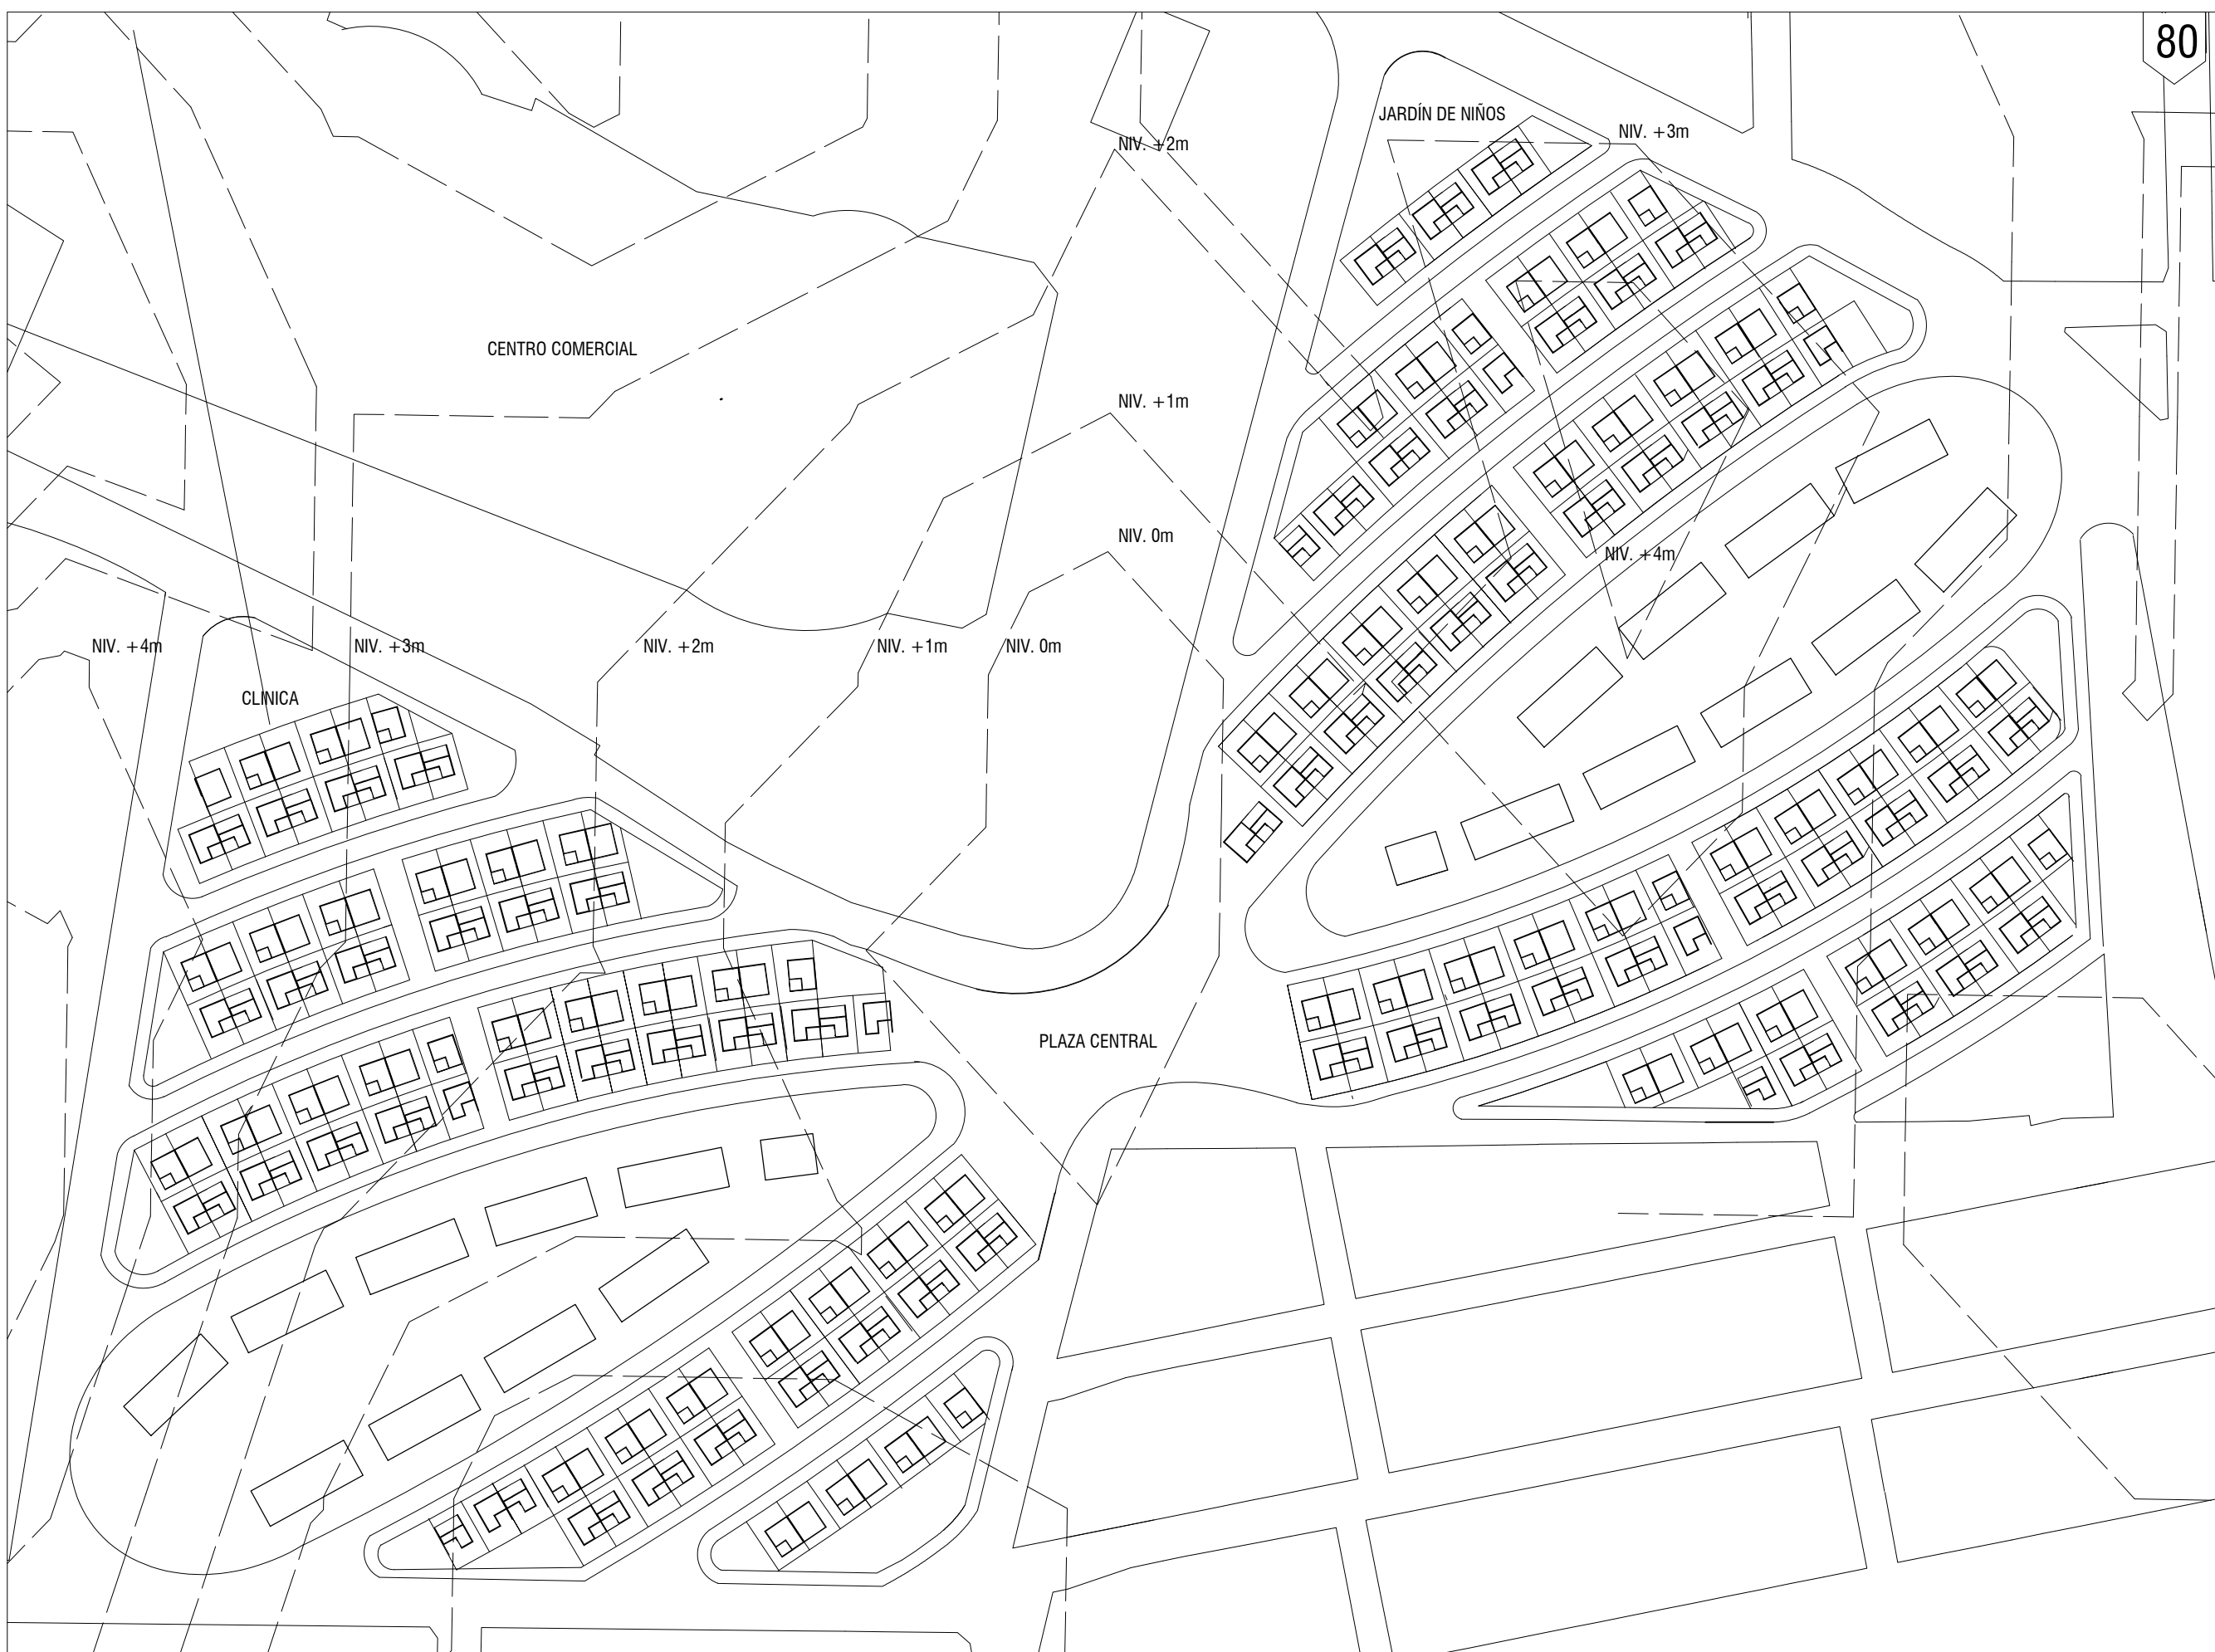 80
JARDÍN DE NIÑOS
NIV. +3m
NIV. +2m
CENTRO COMERCIAL
NIV. +1m
NIV. 0m
NIV. +4m
NIV. +4m
NIV. +3m
NIV. +2m
NIV. +1m
NIV. 0m
CLINICA
PLAZA CENTRAL